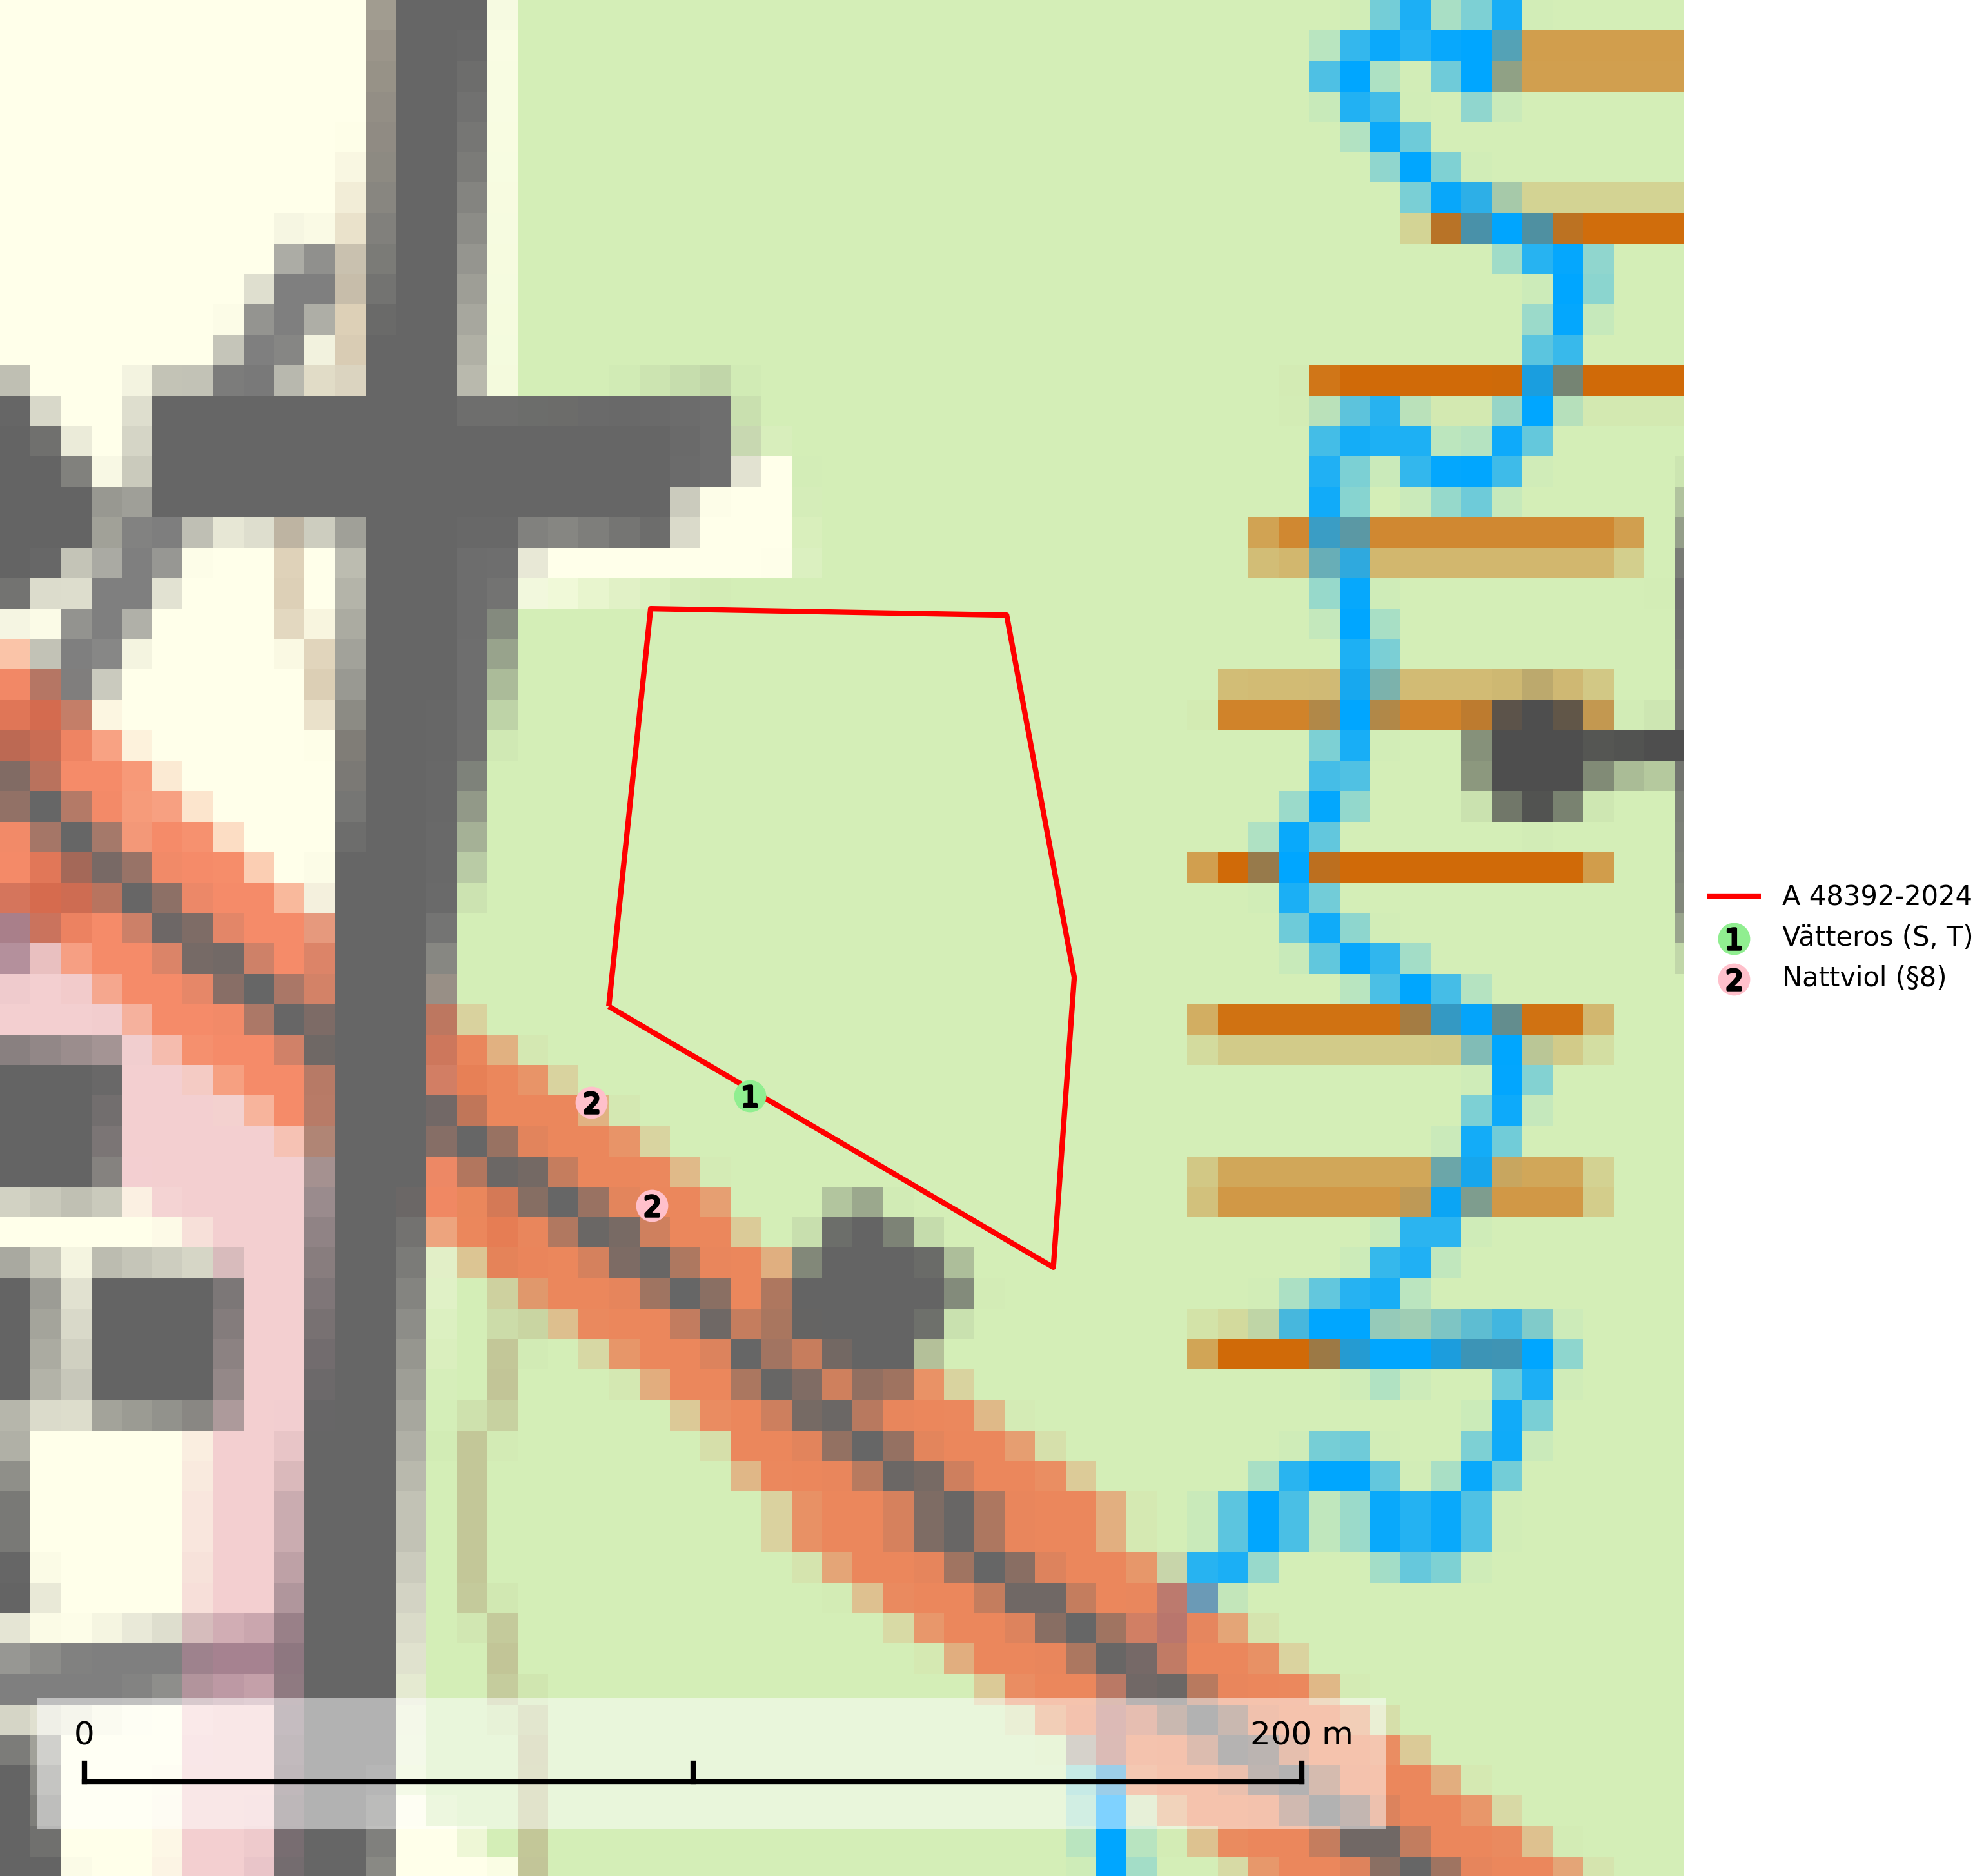 A 48392-2024
1 Vätteros (S, T)
2 Nattviol (§8)
2
1
2
0 200 m